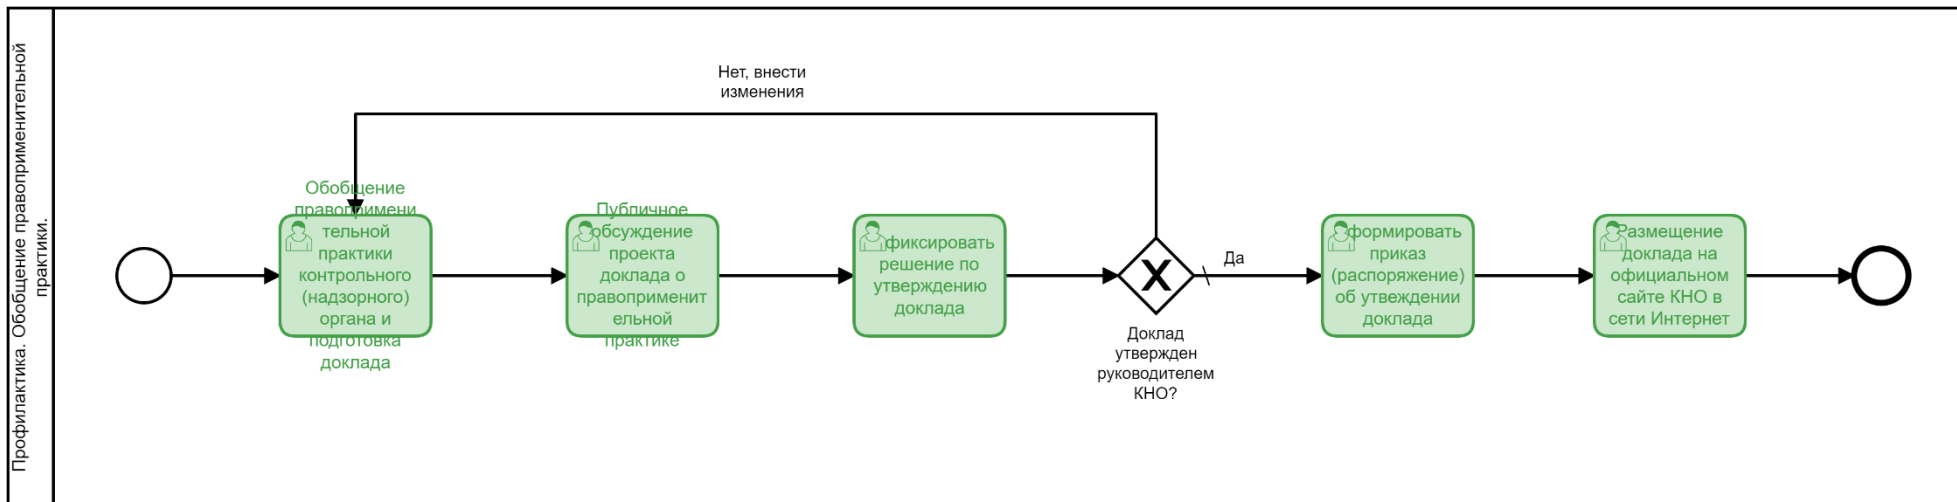 Профилактика. Обобщение правоприменительной
практики.
Нет, внести
изменения
Обобщение
правопримени
тельной
практики
контрольного
(надзорного)
органа и
подготовка
доклада
Публичное
обсуждение
проекта
доклада о
правоприменит
ельной
практике
фиксировать
решение по
утверждению
доклада
X
Доклад
утвержден
руководителем
КНО?
Да
формировать
приказ
(распоряжение)
об утвеждении
доклада
Размещение
доклада на
официальном
сайте КНО в
сети Интернет